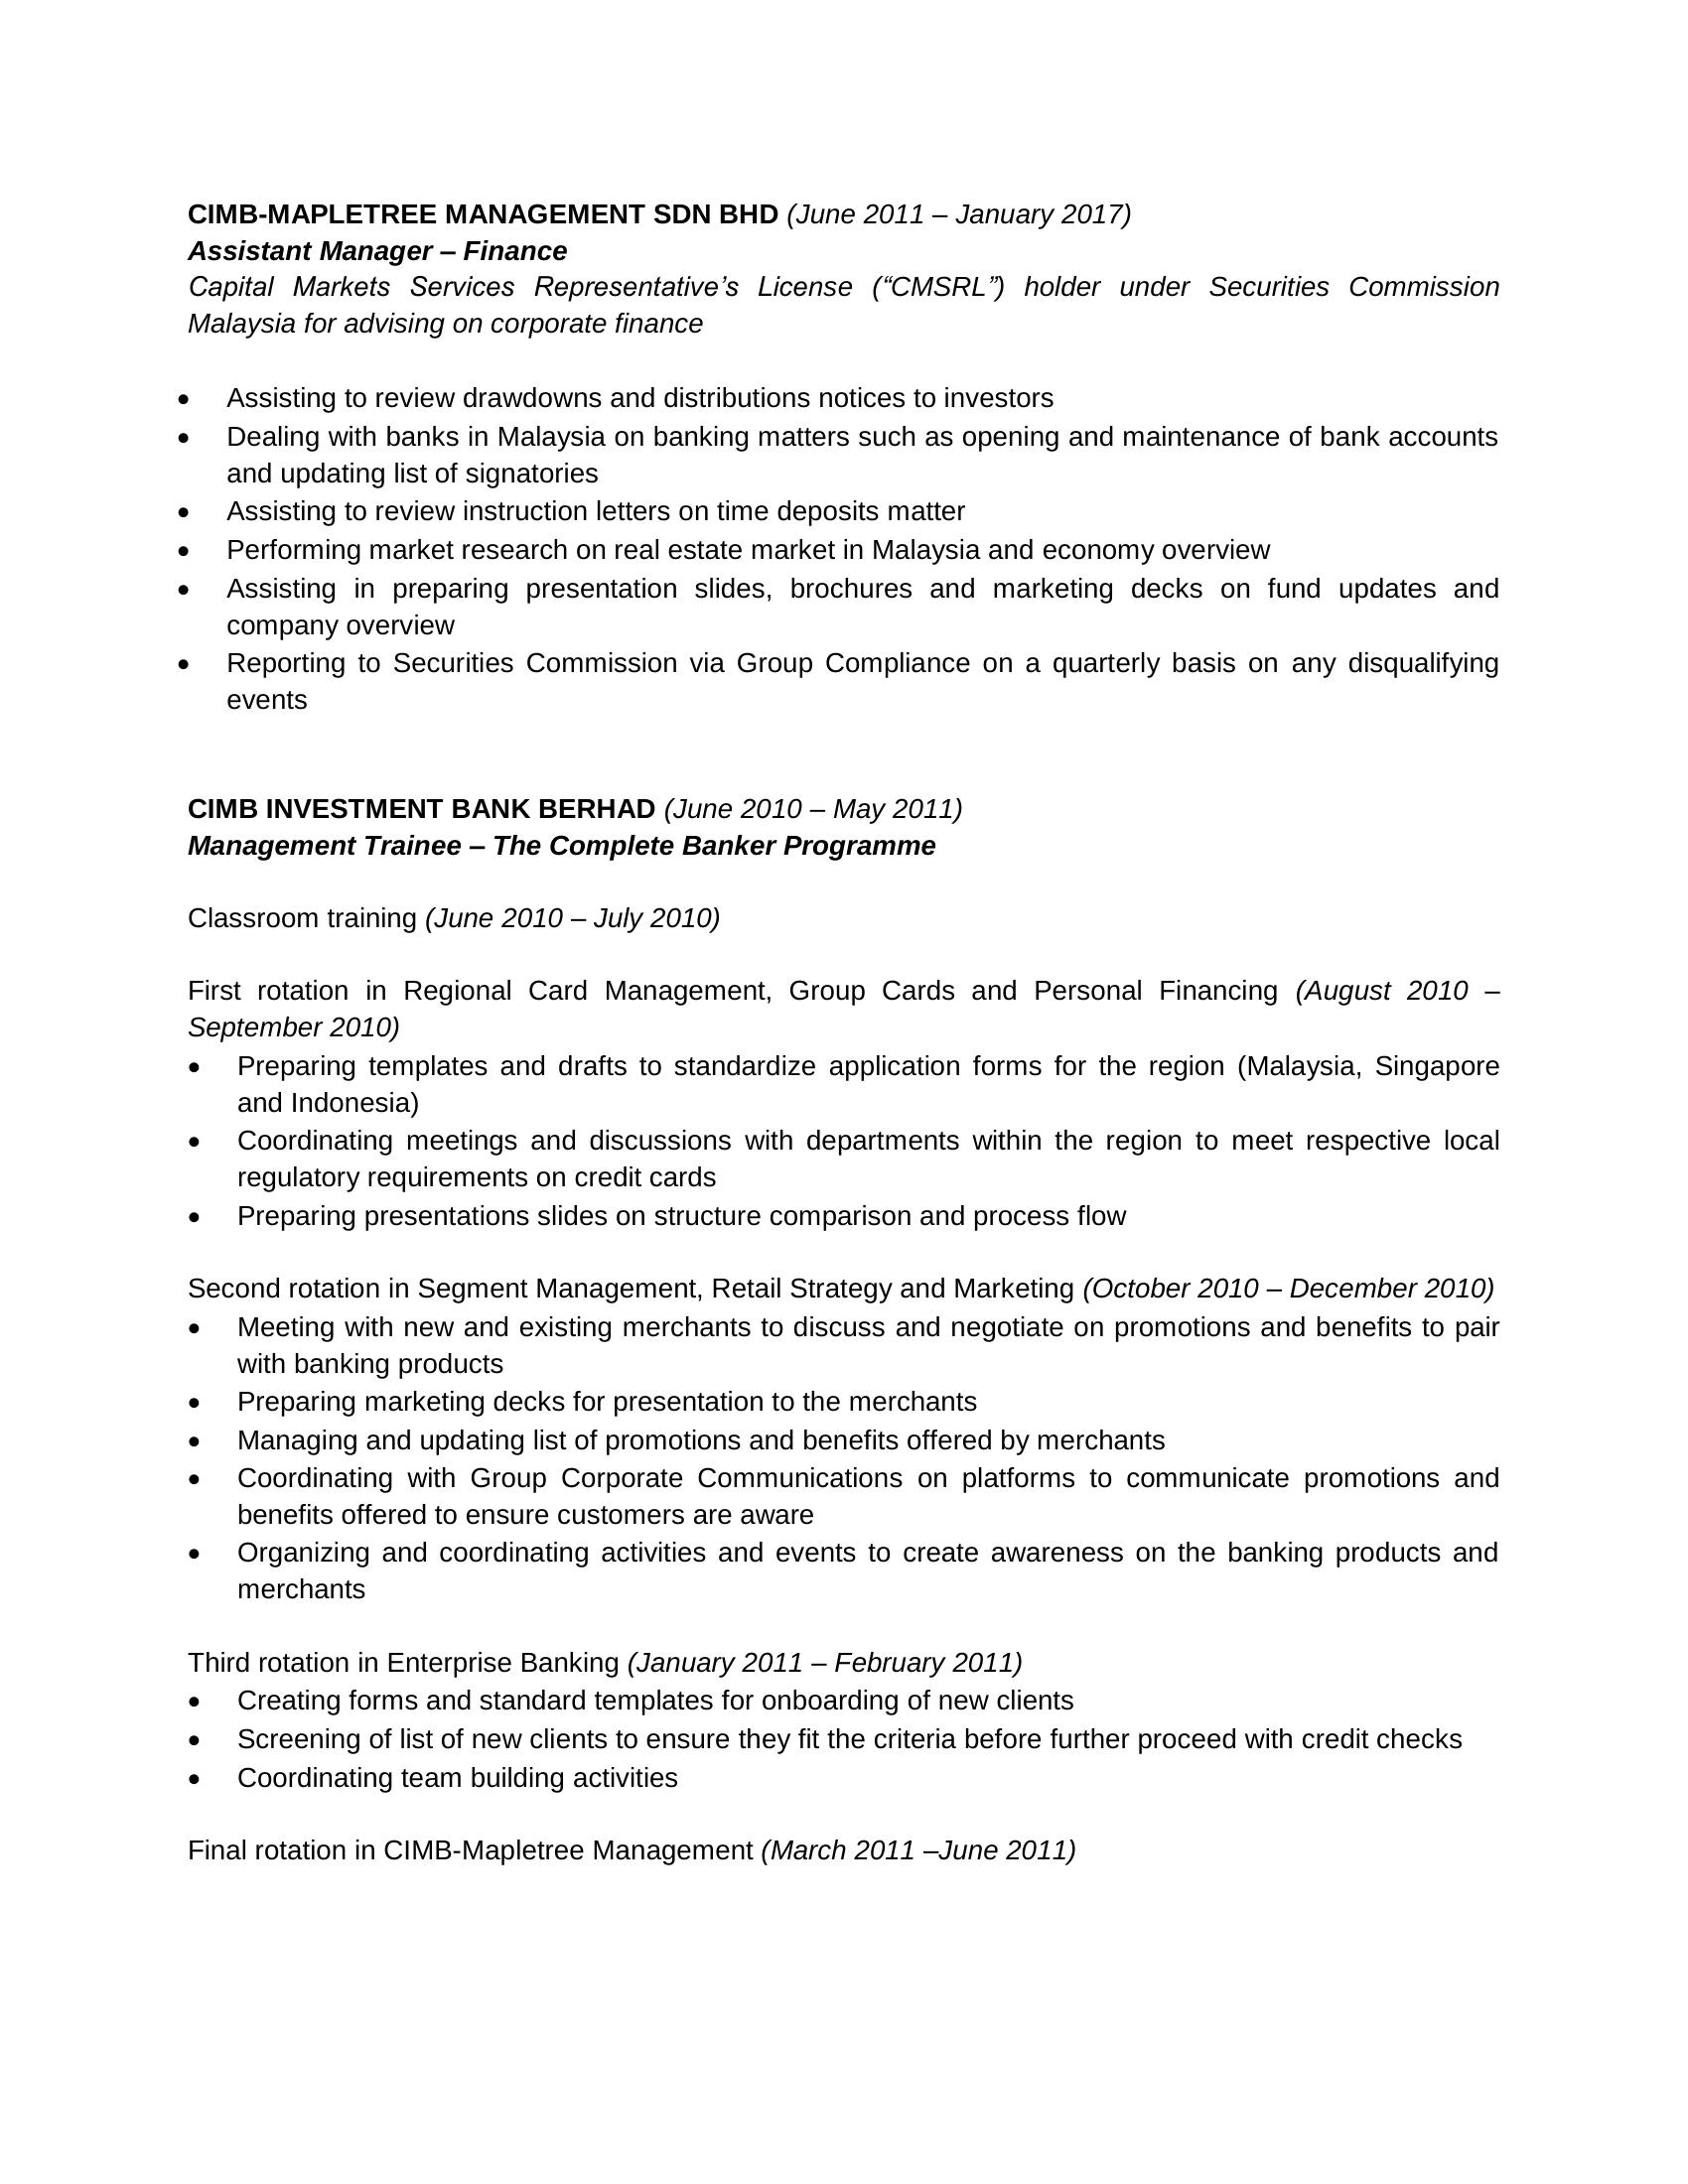 CIMB-MAPLETREE MANAGEMENT SDN BHD (June 2011 – January 2017)
Assistant Manager – Finance
Capital Markets Services Representative’s License (“CMSRL”) holder under Securities Commission
Malaysia for advising on corporate finance
• Assisting to review drawdowns and distributions notices to investors
• Dealing with banks in Malaysia on banking matters such as opening and maintenance of bank accounts
and updating list of signatories
• Assisting to review instruction letters on time deposits matter
• Performing market research on real estate market in Malaysia and economy overview
• Assisting in preparing presentation slides, brochures and marketing decks on fund updates and
company overview
• Reporting to Securities Commission via Group Compliance on a quarterly basis on any disqualifying
events
CIMB INVESTMENT BANK BERHAD (June 2010 – May 2011)
Management Trainee – The Complete Banker Programme
Classroom training (June 2010 – July 2010)
First rotation in Regional Card Management, Group Cards and Personal Financing (August 2010 –
September 2010)
• Preparing templates and drafts to standardize application forms for the region (Malaysia, Singapore
and Indonesia)
• Coordinating meetings and discussions with departments within the region to meet respective local
regulatory requirements on credit cards
• Preparing presentations slides on structure comparison and process flow
Second rotation in Segment Management, Retail Strategy and Marketing (October 2010 – December 2010)
• Meeting with new and existing merchants to discuss and negotiate on promotions and benefits to pair
with banking products
• Preparing marketing decks for presentation to the merchants
• Managing and updating list of promotions and benefits offered by merchants
• Coordinating with Group Corporate Communications on platforms to communicate promotions and
benefits offered to ensure customers are aware
• Organizing and coordinating activities and events to create awareness on the banking products and
merchants
Third rotation in Enterprise Banking (January 2011 – February 2011)
• Creating forms and standard templates for onboarding of new clients
• Screening of list of new clients to ensure they fit the criteria before further proceed with credit checks
• Coordinating team building activities
Final rotation in CIMB-Mapletree Management (March 2011 –June 2011)